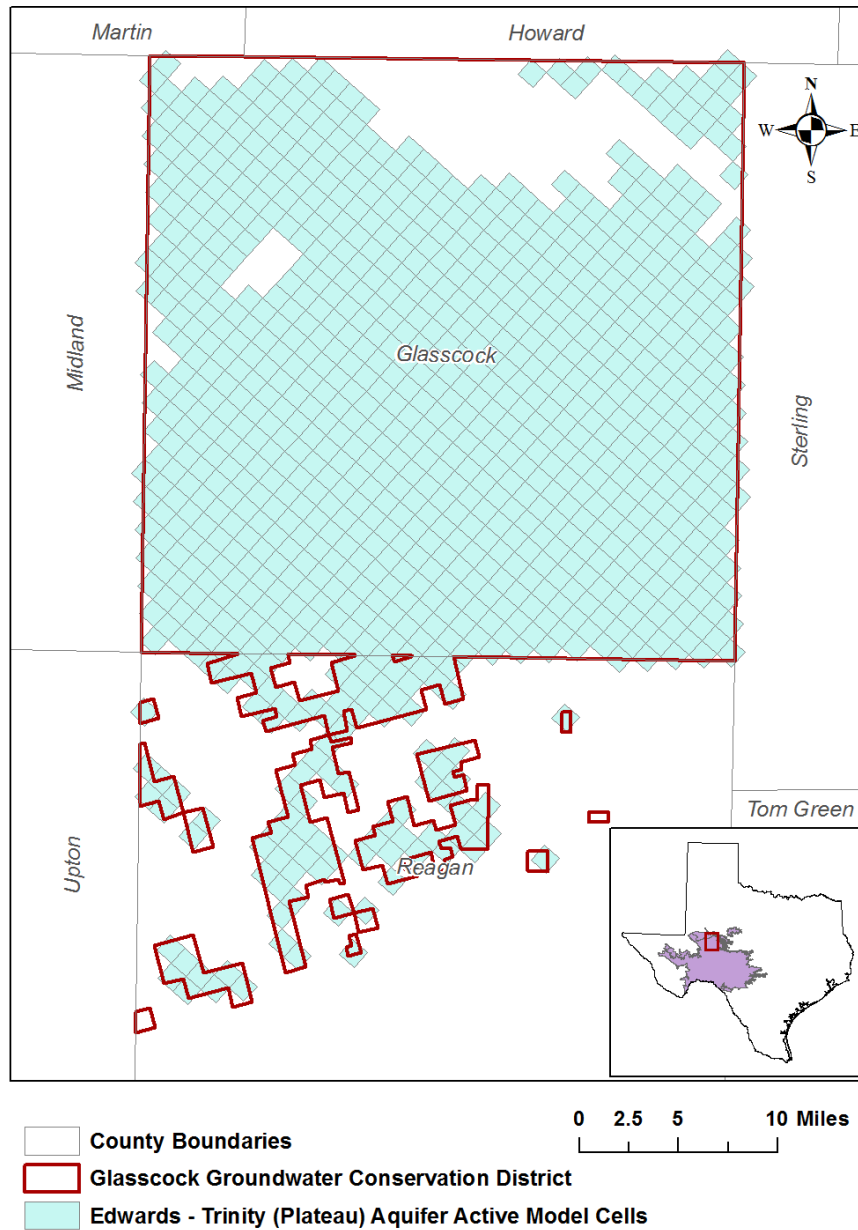 Martin
Howard
N
W E
S
Midland
Glasscock
Sterling
Upton
Reagan
Tom Green
0 2.5 5 10 Miles
County Boundaries
Glasscock Groundwater Conservation District
Edwards - Trinity (Plateau) Aquifer Active Model Cells